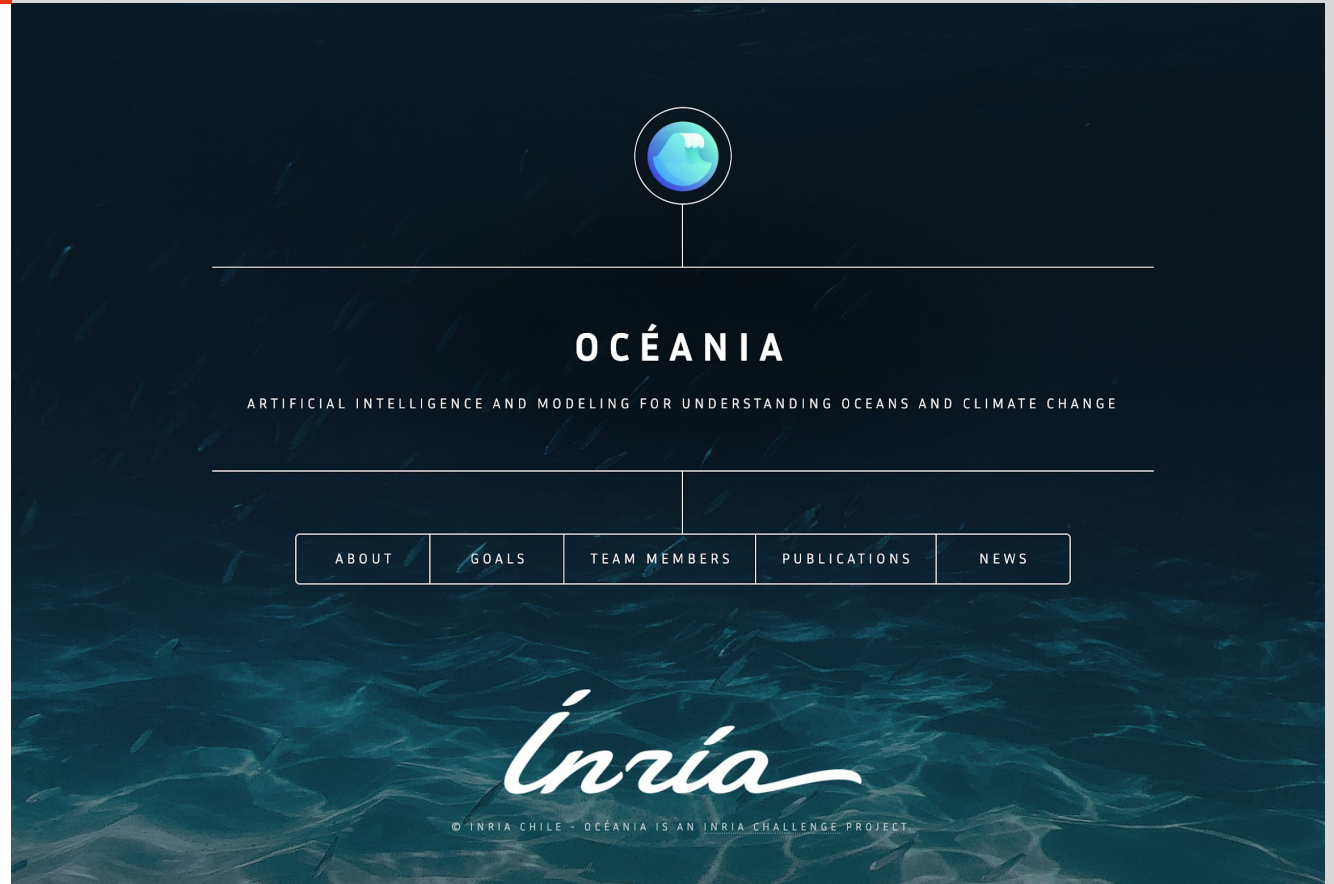 OCÉANIA
ARTIFICIAL INTELLIGENCE AND MODELING FOR UNDERSTANDING OCEANS AND CLIMATE CHANGE
ABOUT
GOALS
TEAM MEMBERS
PUBLICATIONS
NEWS
Inría
© INRIA CHILE - OCÉANIA IS AN INRIA CHALLENGE PROJECT.